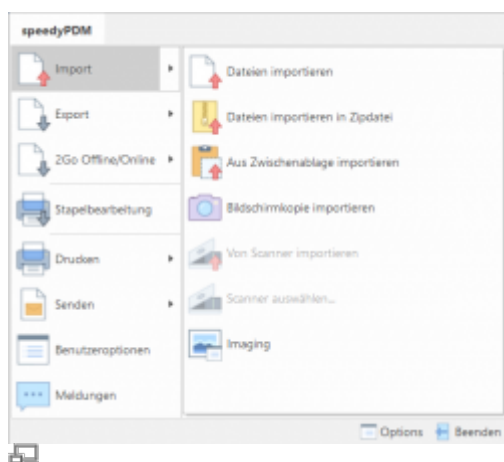 speedyPDM
Import
Export
2Go Offline/Online
Stapelbearbeitung
Drucken
Senden
Benutzeroptionen
Meldungen
Dateien importieren
Dateien importieren in Zipdatei
Aus Zwischenablage importieren
Bildschirmkopie importieren
Von Scanner importieren
Scanner auswählen...
Imaging
Options
Beenden